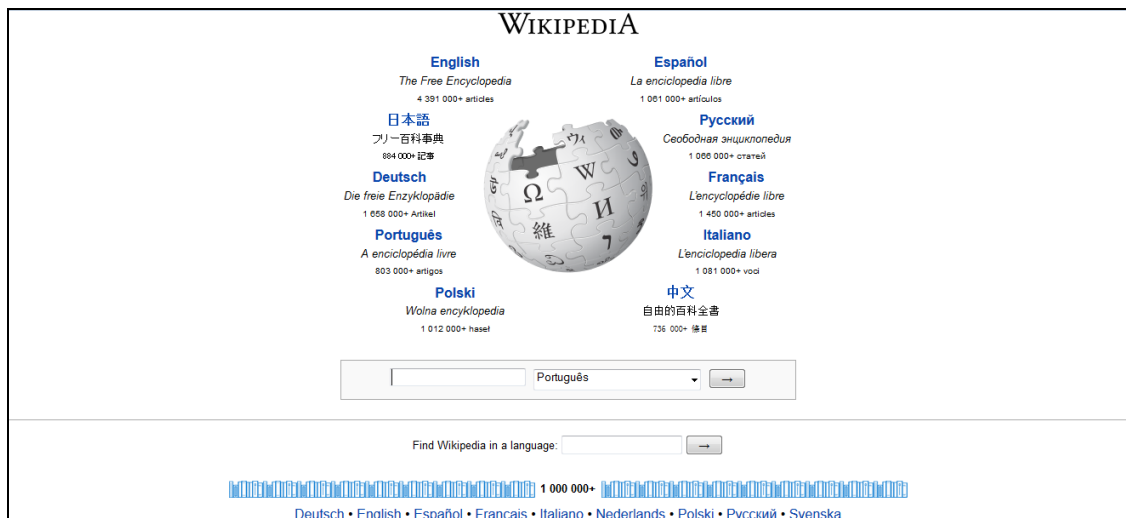 WIKIPEDIA
English
The Free Encyclopedia
4 391 000+ articles
Español
La enciclopedia libre
1 061 000+ artículos
日本語
フリー百科事典
884 000+ 記事
Русский
Свободная энциклопедия
1 066 000+ статей
Deutsch
Die freie Enzyklopädie
1 658 000+ Artikel
Français
L'encyclopédie libre
1 450 000+ articles
Português
A enciclopédia livre
803 000+ artigos
Italiano
L'enciclopedia libera
1 081 000+ voci
Polski
Wolna encyklopedia
1 012 000+ haseł
中文
自由的百科全書
736 000+ 條目
Ω
W
И
維
ウィ
7
Português
→
Find Wikipedia in a language:
→
1 000 000+
Deutsch • English • Español • Français • Italiano • Nederlands • Polski • Русский • Svenska